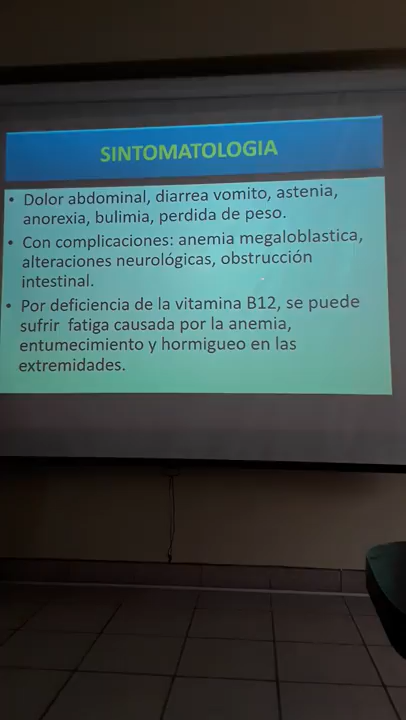 SINTOMATOLOGIA
• Dolor abdominal, diarrea vomito, astenia,
anorexia, bulimia, perdida de peso.
• Con complicaciones: anemia megaloblastica,
alteraciones neurológicas, obstrucción
intestinal.
• Por deficiencia de la vitamina B12, se puede
sufrir fatiga causada por la anemia,
entumecimiento y hormigueo en las
extremidades.